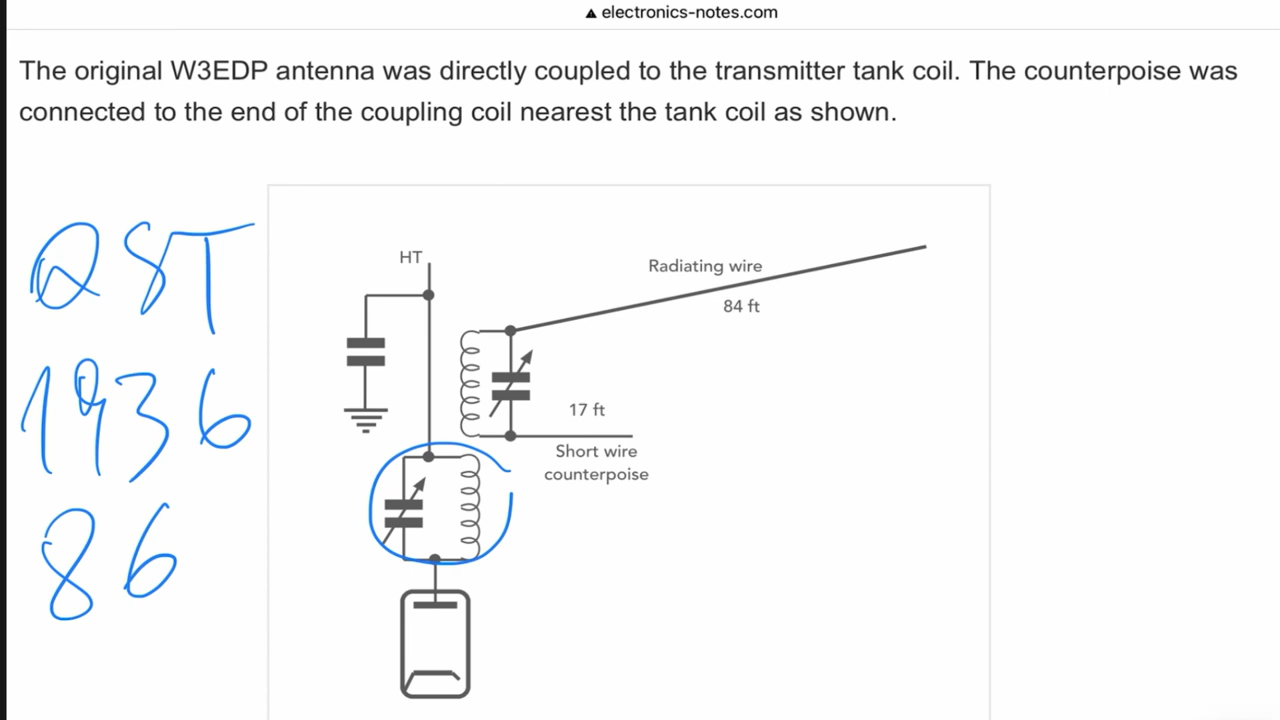 ▲ electronics-notes.com
The original W3EDP antenna was directly coupled to the transmitter tank coil. The counterpoise was
connected to the end of the coupling coil nearest the tank coil as shown.
QST
1936
86
HT
Radiating wire
84 ft
17 ft
Short wire
counterpoise